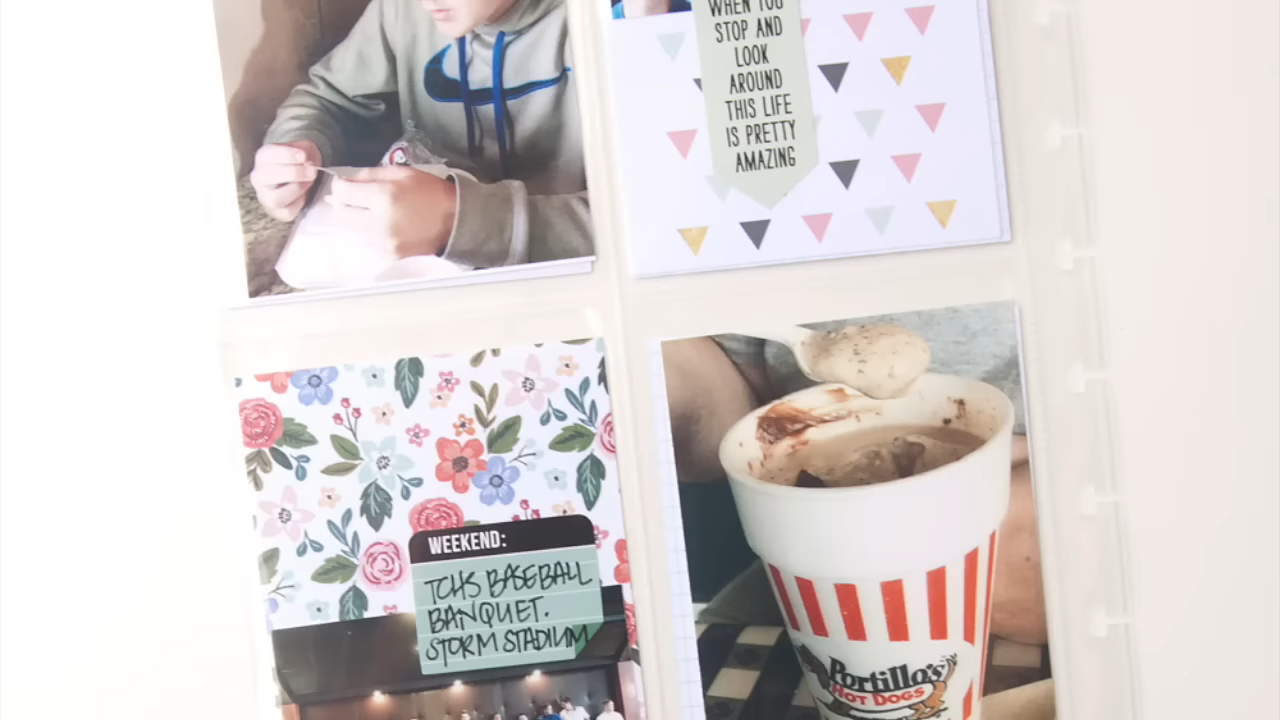 WHEN YOU
STOP AND
LOOK
AROUND
THIS LIFE
IS PRETTY
AMAZING
WEEKEND:
TCHS BASEBALL
BANQUET.
STORM STADIUM
Portillo's
HOT DOGS